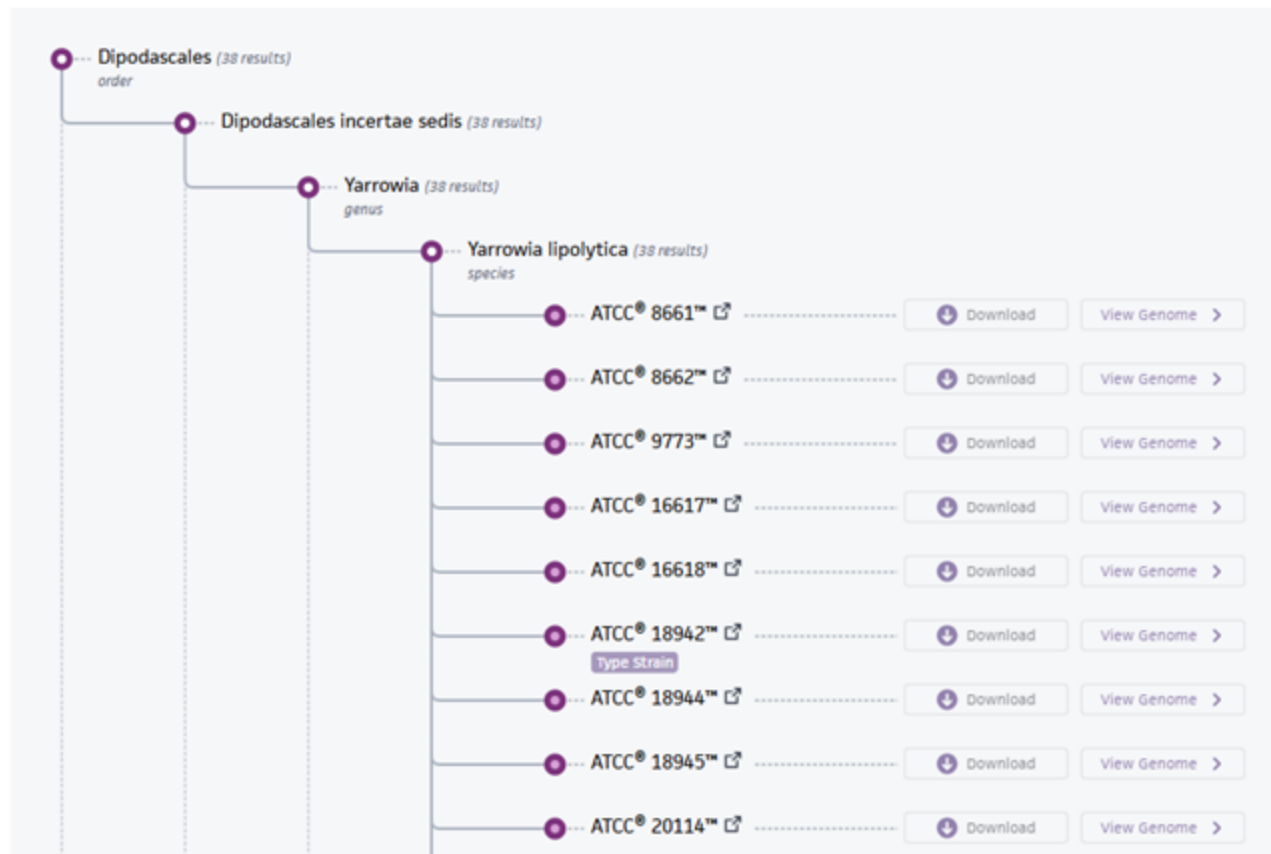 Dipodascales (38 results)
order
Dipodascales incertae sedis (38 results)
Yarrowia (38 results)
genus
Yarrowia lipolytica (38 results)
species
ATCC® 8661™ Download View Genome
ATCC® 8662™ Download View Genome
ATCC® 9773™ Download View Genome
ATCC® 16617™ Download View Genome
ATCC® 16618™ Download View Genome
ATCC® 18942™ Download View Genome
Type Strain
ATCC® 18944™ Download View Genome
ATCC® 18945™ Download View Genome
ATCC® 20114™ Download View Genome